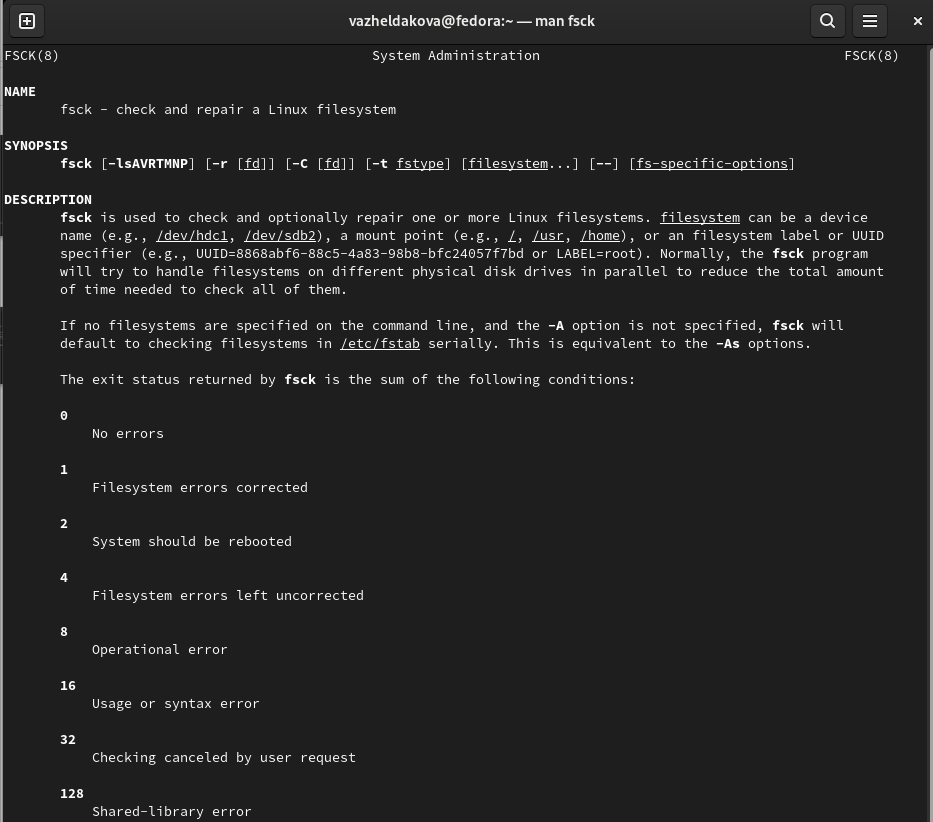 vazheldakova@fedora:~ — man fsck
FSCK(8) System Administration FSCK(8)
NAME
fsck - check and repair a Linux filesystem
SYNOPSIS
fsck [-lsAVRTMNP] [-r [fd]] [-C [fd]] [-t fstype] [filesystem...] [--] [fs-specific-options]
DESCRIPTION
fsck is used to check and optionally repair one or more Linux filesystems. filesystem can be a device
name (e.g., /dev/hdc1, /dev/sdb2), a mount point (e.g., /, /usr, /home), or an filesystem label or UUID
specifier (e.g., UUID=8868abf6-88c5-4a83-98b8-bfc24057f7bd or LABEL=root). Normally, the fsck program
will try to handle filesystems on different physical disk drives in parallel to reduce the total amount
of time needed to check all of them.
If no filesystems are specified on the command line, and the -A option is not specified, fsck will
default to checking filesystems in /etc/fstab serially. This is equivalent to the -As options.
The exit status returned by fsck is the sum of the following conditions:
0
No errors
1
Filesystem errors corrected
2
System should be rebooted
4
Filesystem errors left uncorrected
8
Operational error
16
Usage or syntax error
32
Checking canceled by user request
128
Shared-library error